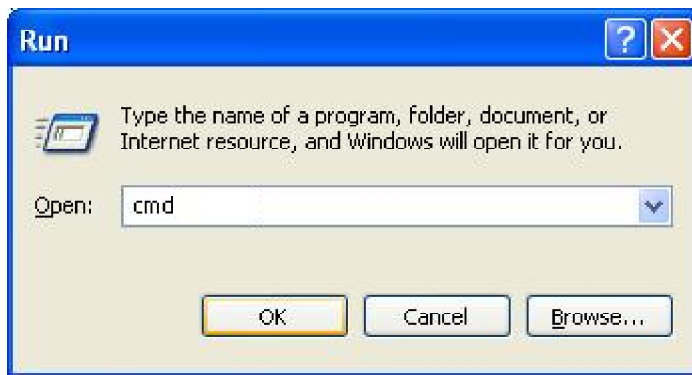 Run
Type the name of a program, folder, document, or
Internet resource, and Windows will open it for you.
Open: cmd
OK Cancel Browse...